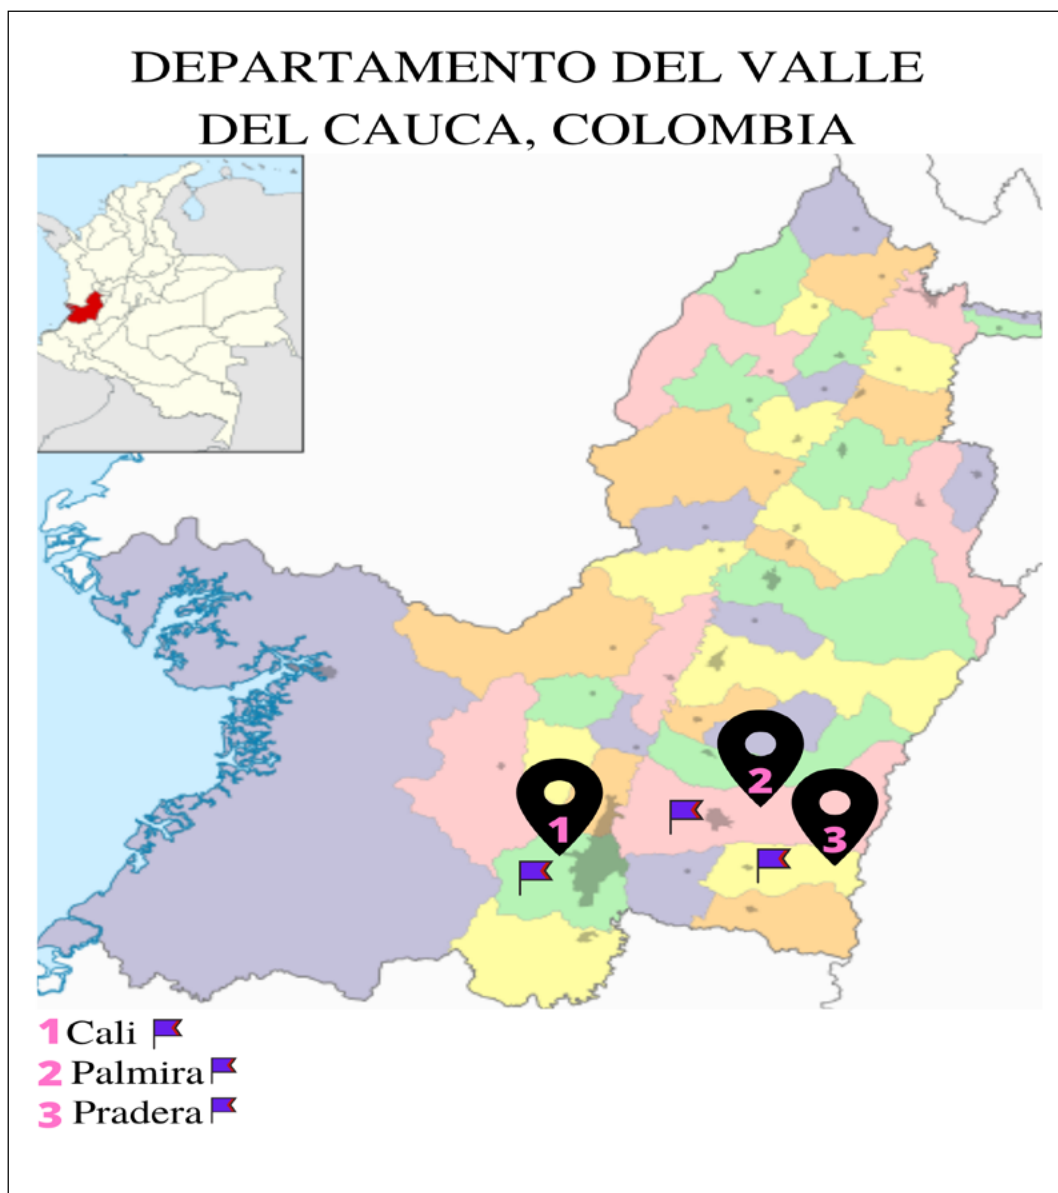 DEPARTAMENTO DEL VALLE
DEL CAUCA, COLOMBIA
2
3
1
1 Cali
2 Palmira
3 Pradera